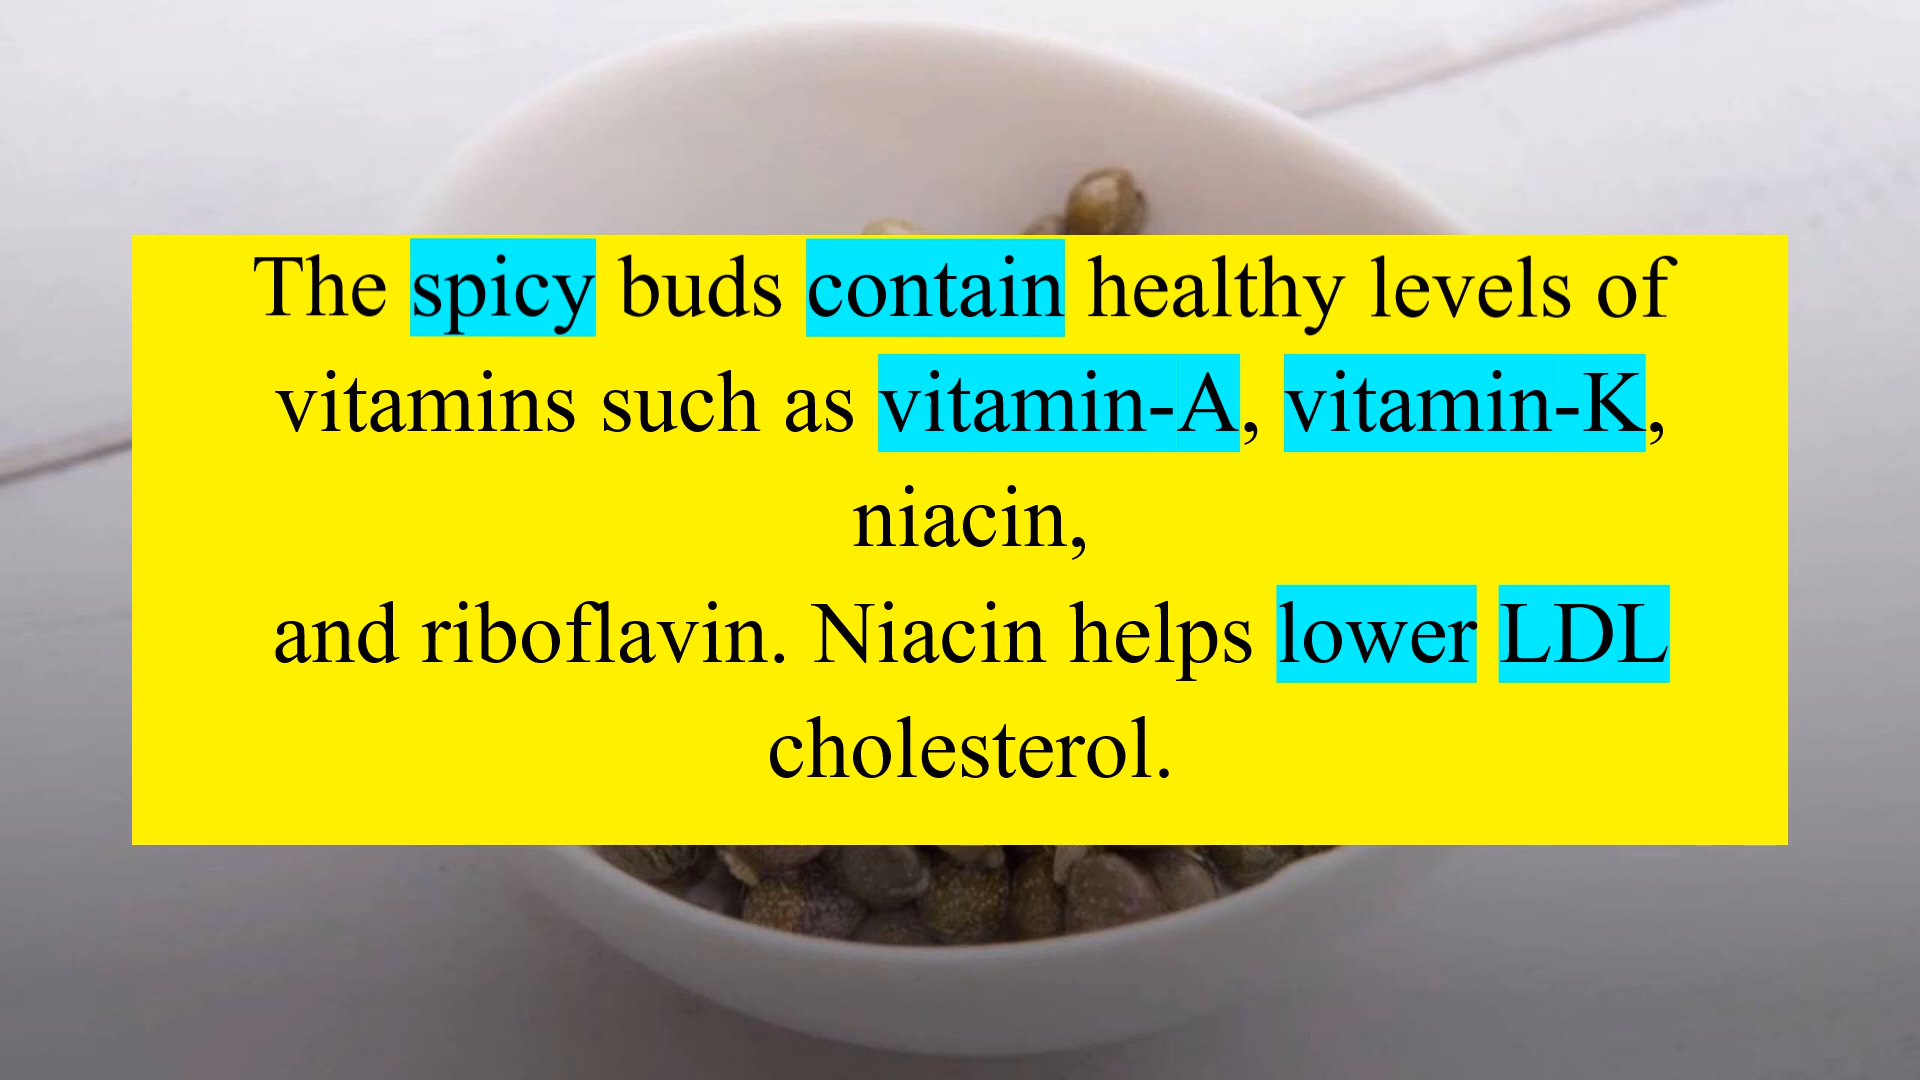 The spicy buds contain healthy levels of
vitamins such as vitamin-A, vitamin-K,
niacin,
and riboflavin. Niacin helps lower LDL
cholesterol.